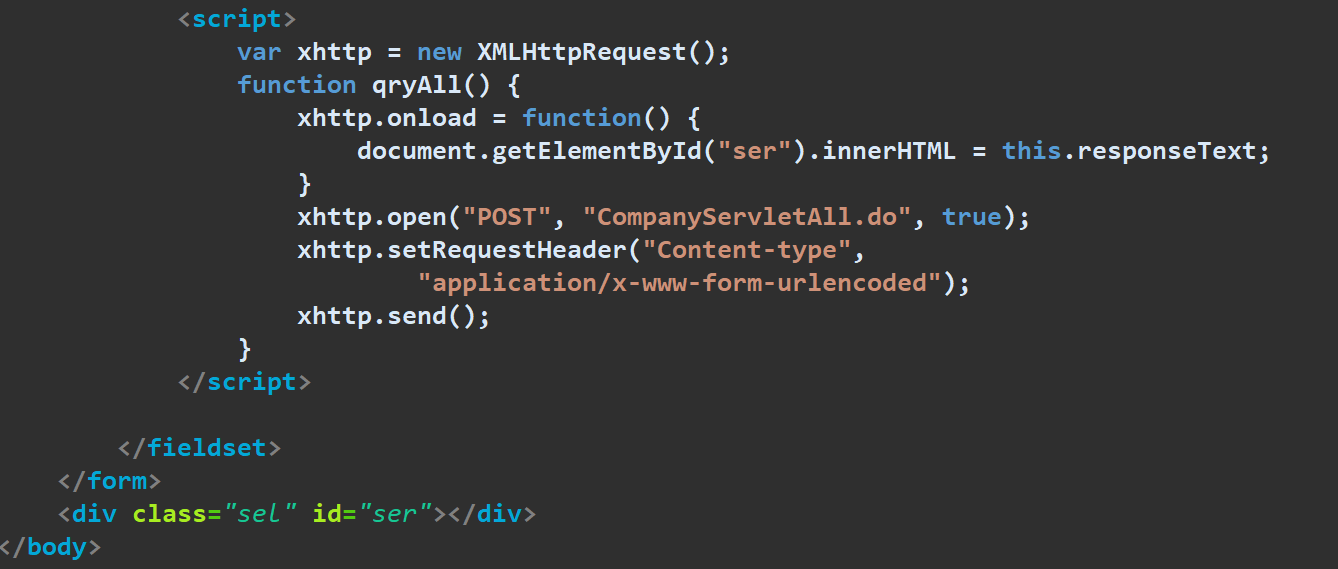 <script>
var xhttp = new XMLHttpRequest();
function qryAll() {
xhttp.onload = function() {
document.getElementById("ser").innerHTML = this.responseText;
}
xhttp.open("POST", "CompanyServletAll.do", true);
xhttp.setRequestHeader("Content-type",
"application/x-www-form-urlencoded");
xhttp.send();
}
</script>
</fieldset>
</form>
<div class="sel" id="ser"></div>
</body>